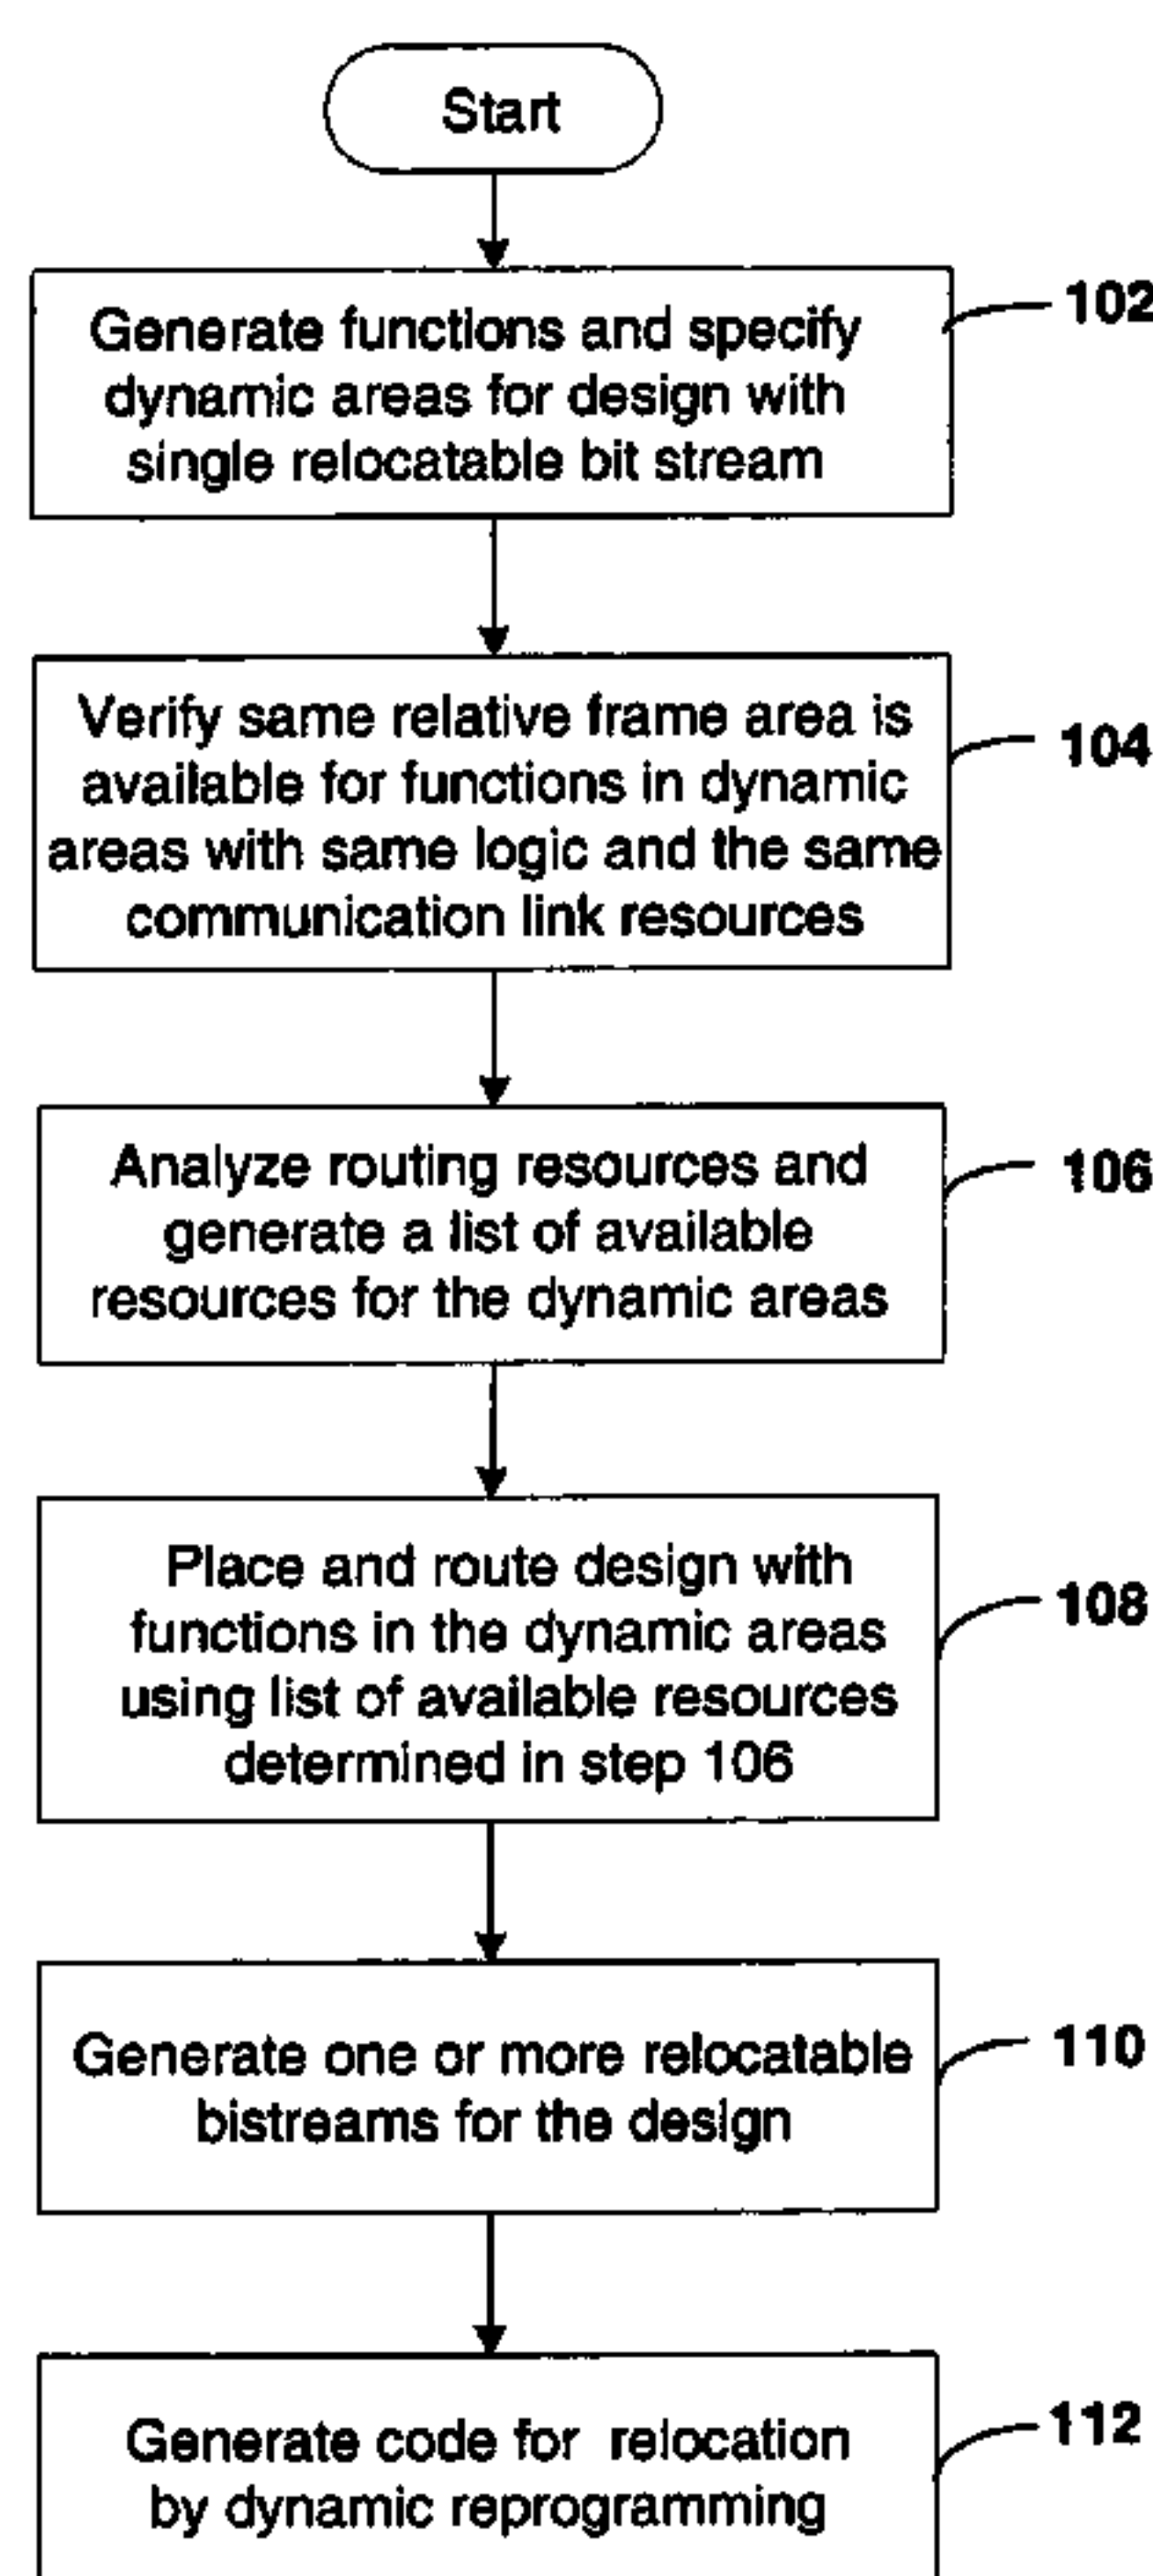 Start
Generate functions and specify
dynamic areas for design with
single relocatable bit stream
102
Verify same relative frame area is
available for functions in dynamic
areas with same logic and the same
communication link resources
104
Analyze routing resources and
generate a list of available
resources for the dynamic areas
106
Place and route design with
functions in the dynamic areas
using list of available resources
determined in step 106
108
Generate one or more relocatable
bistreams for the design
110
Generate code for relocation
by dynamic reprogramming
112